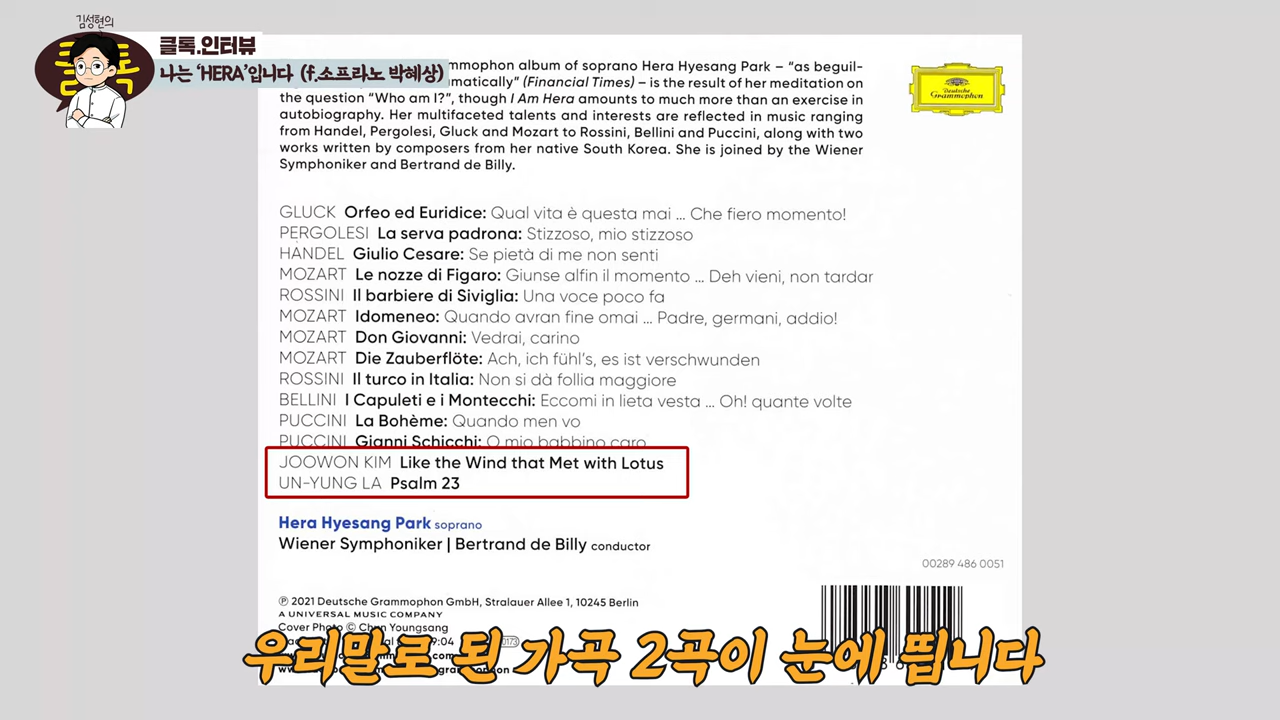 김성현의
클톡
클톡.인터뷰
나는 'HERA'입니다 (f.소프라노 박혜상)
mmophon album of soprano Hera Hyesang Park – “as beguil-
matically” (Financial Times) – is the result of her meditation on
the question “Who am I?”, though I Am Hera amounts to much more than an exercise in
autobiography. Her multifaceted talents and interests are reflected in music ranging
from Handel, Pergolesi, Gluck and Mozart to Rossini, Bellini and Puccini, along with two
works written by composers from her native South Korea. She is joined by the Wiener
Symphoniker and Bertrand de Billy.
Deutsche
Grammophon
GLUCK Orfeo ed Euridice: Qual vita è questa mai … Che fiero momento!
PERGOLESI La serva padrona: Stizzoso, mio stizzoso
HANDEL Giulio Cesare: Se pietà di me non senti
MOZART Le nozze di Figaro: Giunse alfin il momento … Deh vieni, non tardar
ROSSINI Il barbiere di Siviglia: Una voce poco fa
MOZART Idomeneo: Quando avran fine omai … Padre, germani, addio!
MOZART Don Giovanni: Vedrai, carino
MOZART Die Zauberflöte: Ach, ich fühl’s, es ist verschwunden
ROSSINI Il turco in Italia: Non si dà follia maggiore
BELLINI I Capuleti e i Montecchi: Eccomi in lieta vesta … Oh! quante volte
PUCCINI La Bohème: Quando men vo
PUCCINI Gianni Schicchi: O mio babbino caro
JOOWON KIM Like the Wind that Met with Lotus
UN-YUNG LA Psalm 23
Hera Hyesang Park soprano
Wiener Symphoniker | Bertrand de Billy conductor
00289 486 0051
℗ 2021 Deutsche Grammophon GmbH, Stralauer Allee 1, 10245 Berlin
A UNIVERSAL MUSIC COMPANY
Cover Photo © Chun Youngsang
우리말로 된 가곡 2곡이 눈에 띕니다